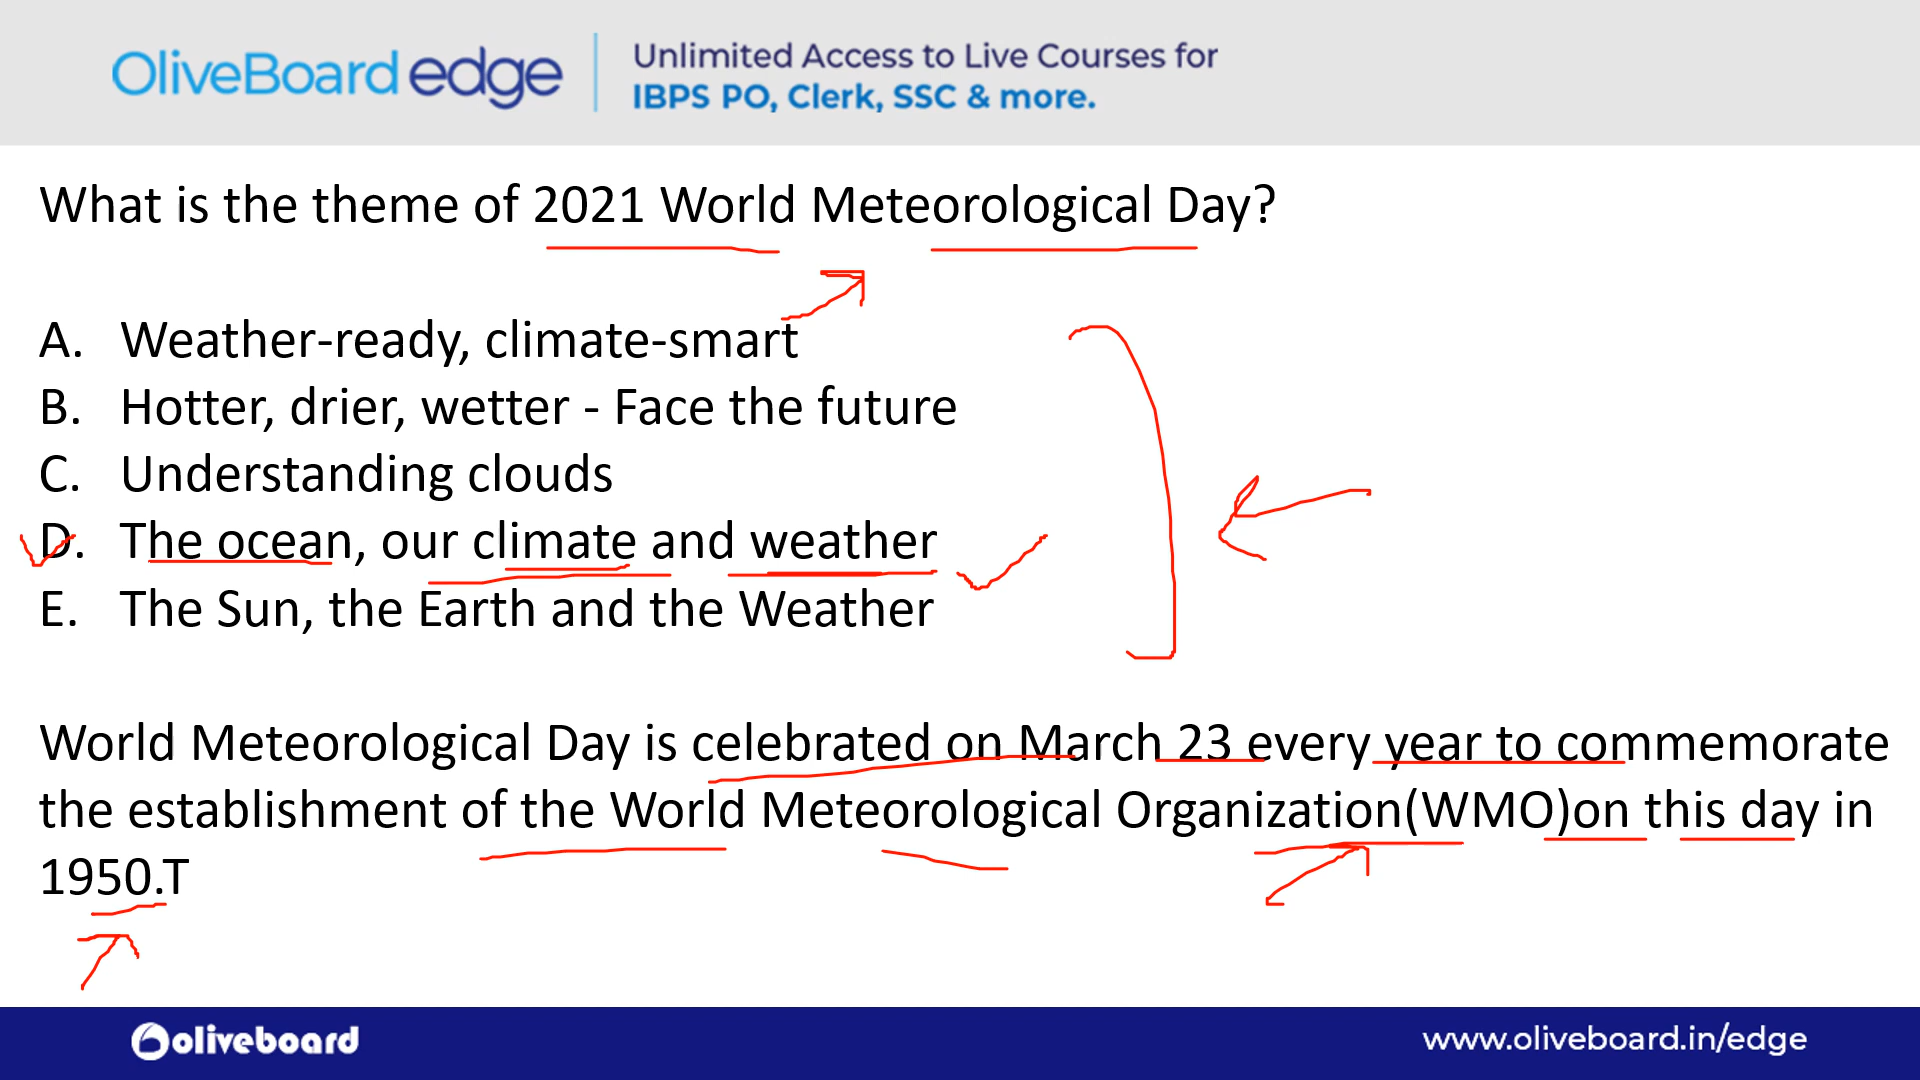 OliveBoard edge
Unlimited Access to Live Courses for
IBPS PO, Clerk, SSC & more.
What is the theme of 2021 World Meteorological Day?
A. Weather-ready, climate-smart
B. Hotter, drier, wetter - Face the future
C. Understanding clouds
D. The ocean, our climate and weather
E. The Sun, the Earth and the Weather
World Meteorological Day is celebrated on March 23 every year to commemorate
the establishment of the World Meteorological Organization(WMO)on this day in
1950.T
oliveboard
www.oliveboard.in/edge